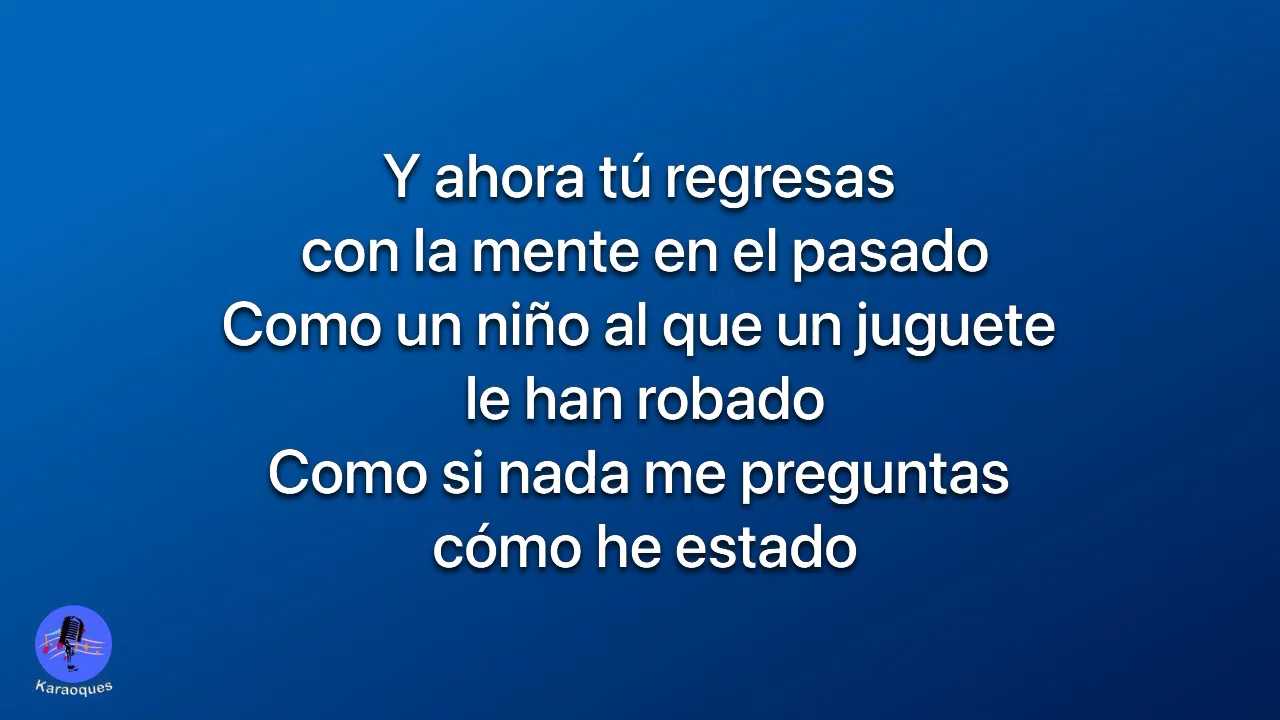 Y ahora tú regresas
con la mente en el pasado
Como un niño al que un juguete
le han robado
Como si nada me preguntas
cómo he estado
Karaoques